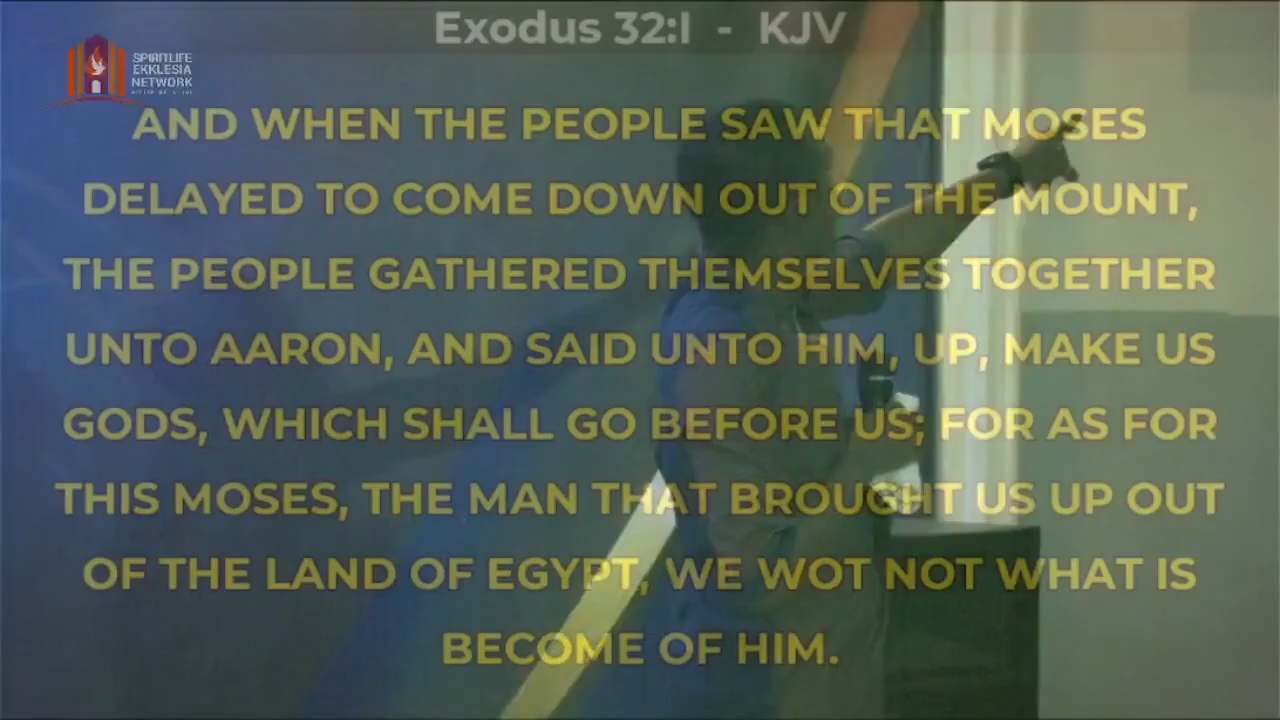 Exodus 32:1 - KJV
SPIRITLIFE
EKKLESIA
NETWORK
AND WHEN THE PEOPLE SAW THAT MOSES
DELAYED TO COME DOWN OUT OF THE MOUNT,
THE PEOPLE GATHERED THEMSELVES TOGETHER
UNTO AARON, AND SAID UNTO HIM, UP, MAKE US
GODS, WHICH SHALL GO BEFORE US; FOR AS FOR
THIS MOSES, THE MAN THAT BROUGHT US UP OUT
OF THE LAND OF EGYPT, WE WOT NOT WHAT IS
BECOME OF HIM.